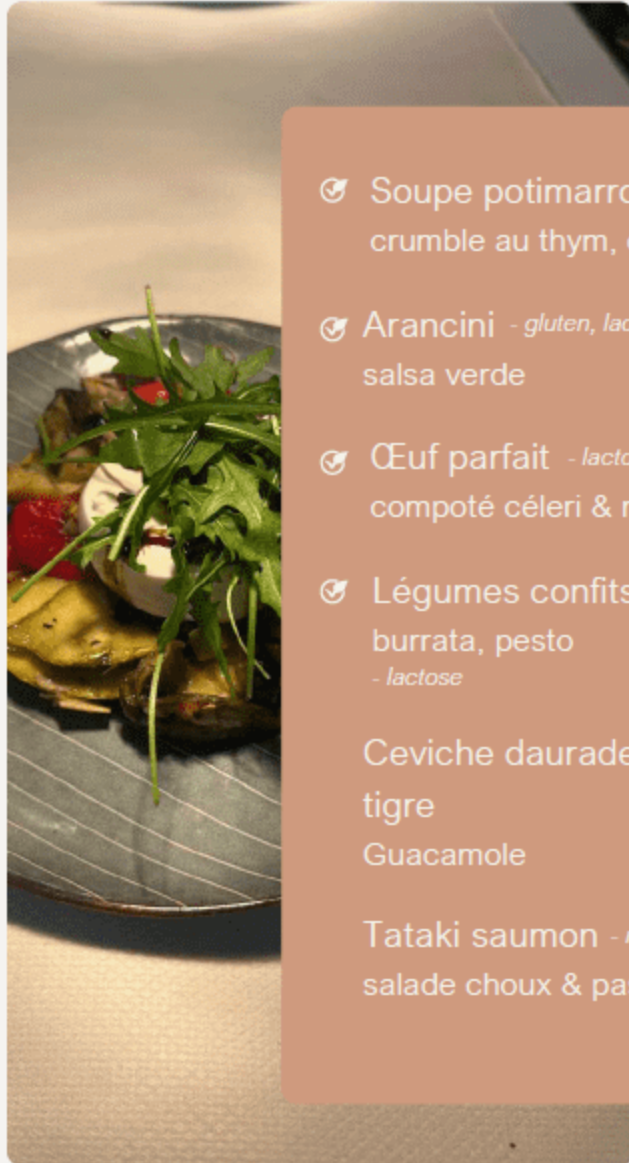 Soupe potimarro
crumble au thym,
Arancini - gluten, lac
salsa verde
Œuf parfait - lacto
compoté céleri &
Légumes confits
burrata, pesto
- lactose
Ceviche daurade
tigre
Guacamole
Tataki saumon -
salade choux & pa